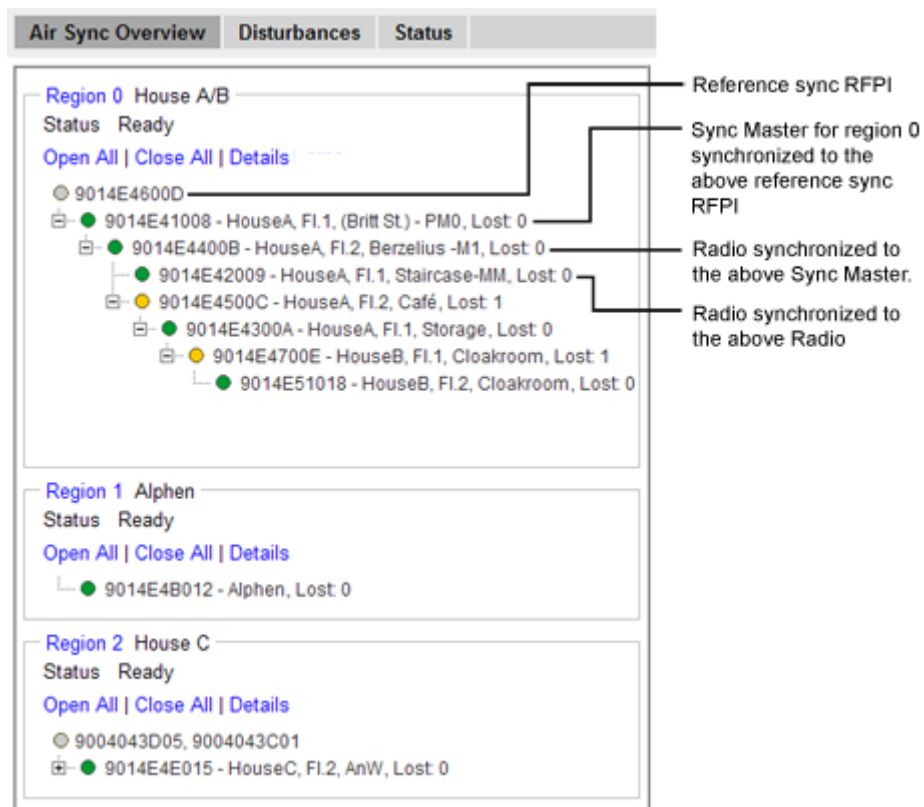 Air Sync Overview Disturbances Status
Region 0 House A/B
Status Ready
Open All | Close All | Details
9014E4600D
9014E41008 - HouseA, Fl.1, (Britt St.) - PM0, Lost: 0
9014E4400B - HouseA, Fl.2, Berzelius -M1, Lost: 0
9014E42009 - HouseA, Fl.1, Staircase-MM, Lost: 0
9014E4500C - HouseA, Fl.2, Café, Lost: 1
9014E4300A - HouseA, Fl.1, Storage, Lost: 0
9014E4700E - HouseB, Fl.1, Cloakroom, Lost: 1
9014E51018 - HouseB, Fl.2, Cloakroom, Lost: 0
Region 1 Alphen
Status Ready
Open All | Close All | Details
9014E4B012 - Alphen, Lost: 0
Region 2 House C
Status Ready
Open All | Close All | Details
9004043D05, 9004043C01
9014E4E015 - HouseC, Fl.2, AnW, Lost: 0
Reference sync RFPI
Sync Master for region 0
synchronized to the
above reference sync
RFPI
Radio synchronized to
the above Sync Master.
Radio synchronized to
the above Radio